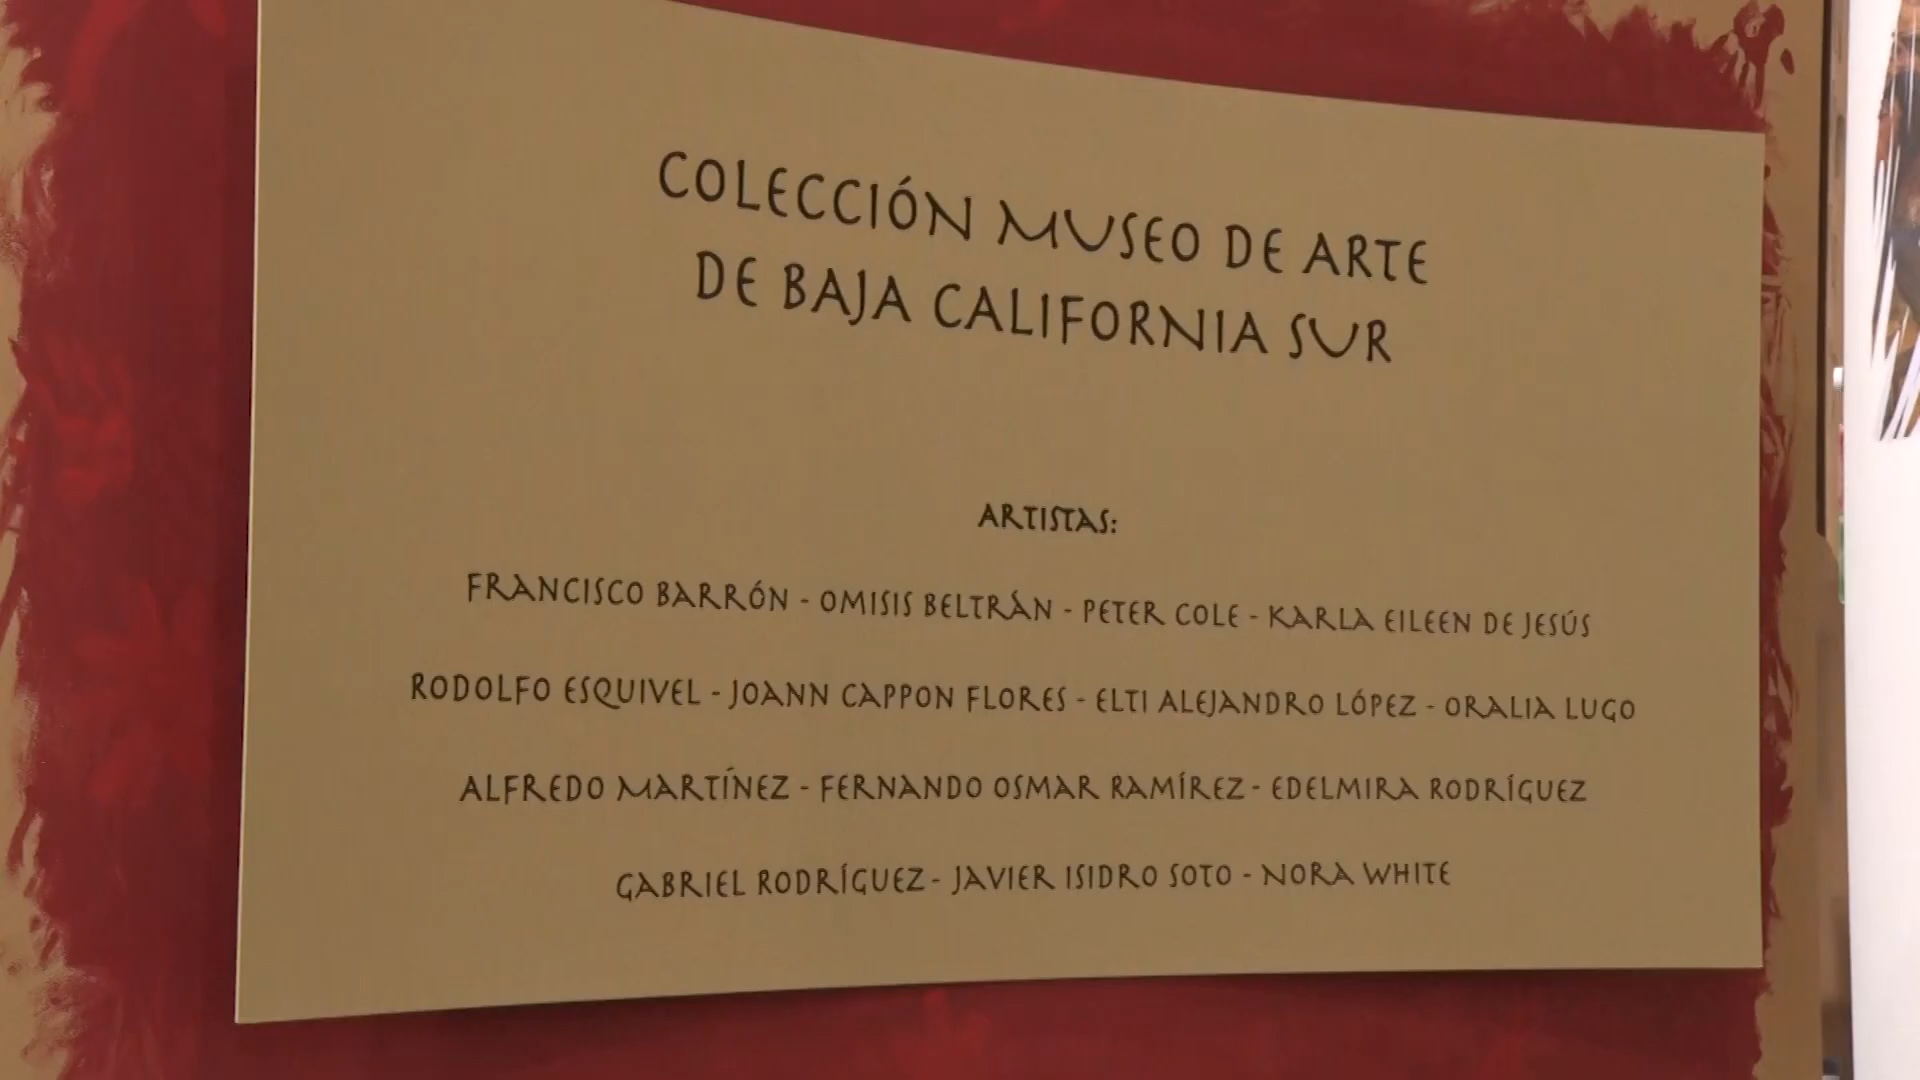 COLECCIÓN MUSEO DE ARTE
DE BAJA CALIFORNIA SUR
ARTISTAS:
FRANCISCO BARRÓN - OMISIS BELTRÁN - PETER COLE - KARLA EILEEN DE JESÚS
RODOLFO ESQUIVEL - JOANN CAPPON FLORES - ELTI ALEJANDRO LÓPEZ - ORALIA LUGO
ALFREDO MARTÍNEZ - FERNANDO OSMAR RAMÍREZ - EDELMIRA RODRÍGUEZ
GABRIEL RODRÍGUEZ - JAVIER ISIDRO SOTO - NORA WHITE